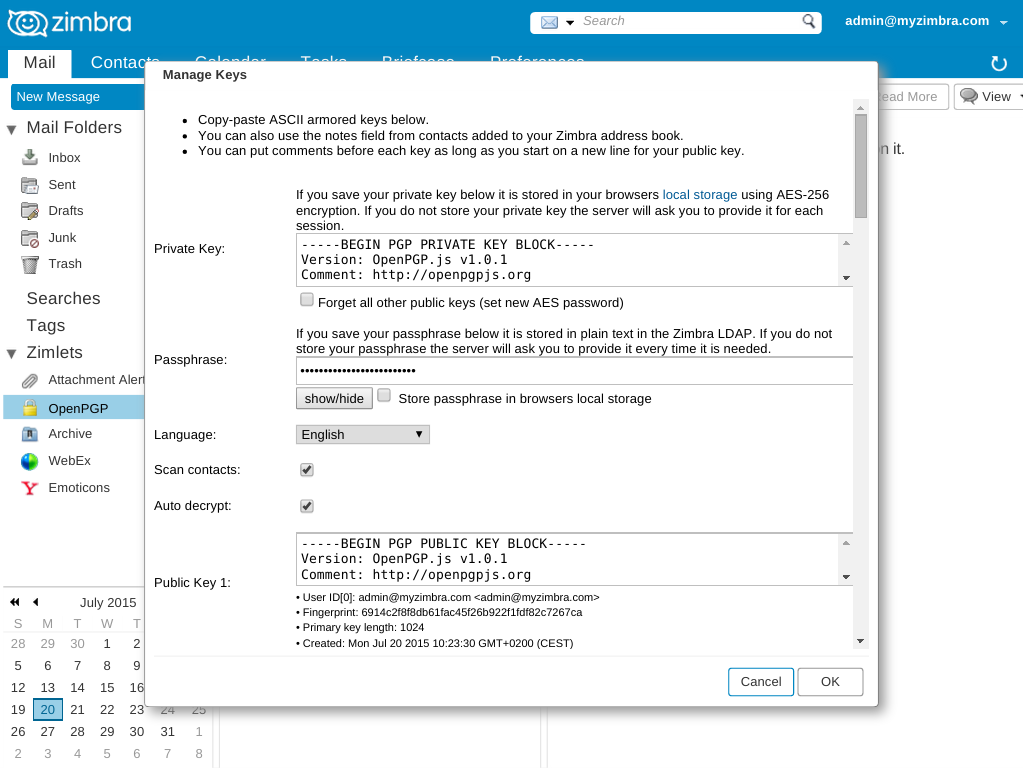 zimbra
Search
admin@myzimbra.com
Mail
Contacts
Calendar
Tasks
Briefcase
Preferences
New Message
Read More
View
Mail Folders
Inbox
Sent
Drafts
Junk
Trash
Searches
Tags
Zimlets
Attachment Alert
OpenPGP
Archive
WebEx
Emoticons
July 2015
S M T W T
28 29 30 1 2
5 6 7 8 9
12 13 14 15 16
19 20 21 22 23 24 25
26 27 28 29 30 31 1
2 3 4 5 6 7 8
on it.
Manage Keys
• Copy-paste ASCII armored keys below.
• You can also use the notes field from contacts added to your Zimbra address book.
• You can put comments before each key as long as you start on a new line for your public key.
If you save your private key below it is stored in your browsers local storage using AES-256
encryption. If you do not store your private key the server will ask you to provide it for each
session.
Private Key:
-----BEGIN PGP PRIVATE KEY BLOCK-----
Version: OpenPGP.js v1.0.1
Comment: http://openpgpjs.org
Forget all other public keys (set new AES password)
If you save your passphrase below it is stored in plain text in the Zimbra LDAP. If you do not
store your passphrase the server will ask you to provide it every time it is needed.
Passphrase:
•••••••••••••••••••••••••
show/hide
Store passphrase in browsers local storage
Language:
English
Scan contacts:
Auto decrypt:
Public Key 1:
-----BEGIN PGP PUBLIC KEY BLOCK-----
Version: OpenPGP.js v1.0.1
Comment: http://openpgpjs.org
• User ID[0]: admin@myzimbra.com <admin@myzimbra.com>
• Fingerprint: 6914c2f8f8db61fac45f26b922f1fdf82c7267ca
• Primary key length: 1024
• Created: Mon Jul 20 2015 10:23:30 GMT+0200 (CEST)
Cancel
OK